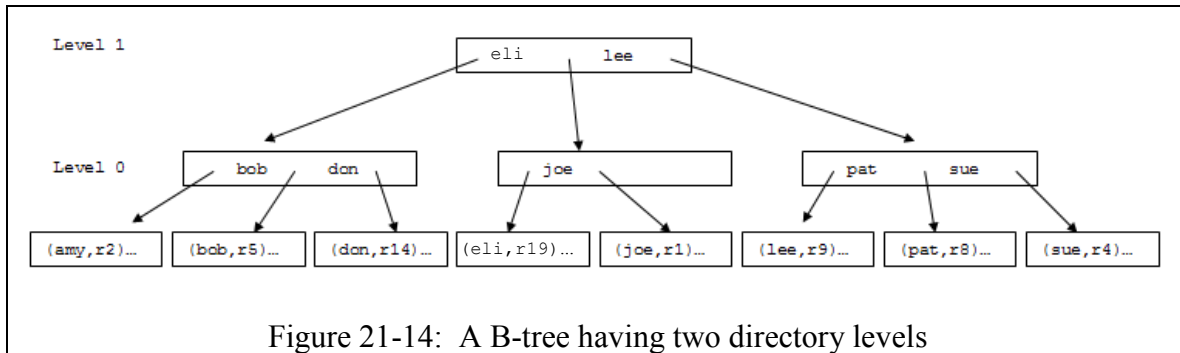 Level 1
eli lee
Level 0
bob don
joe
pat sue
(amy,r2)…
(bob,r5)…
(don,r14)…
(eli,r19)…
(joe,r1)…
(lee,r9)…
(pat,r8)…
(sue,r4)…
Figure 21-14: A B-tree having two directory levels